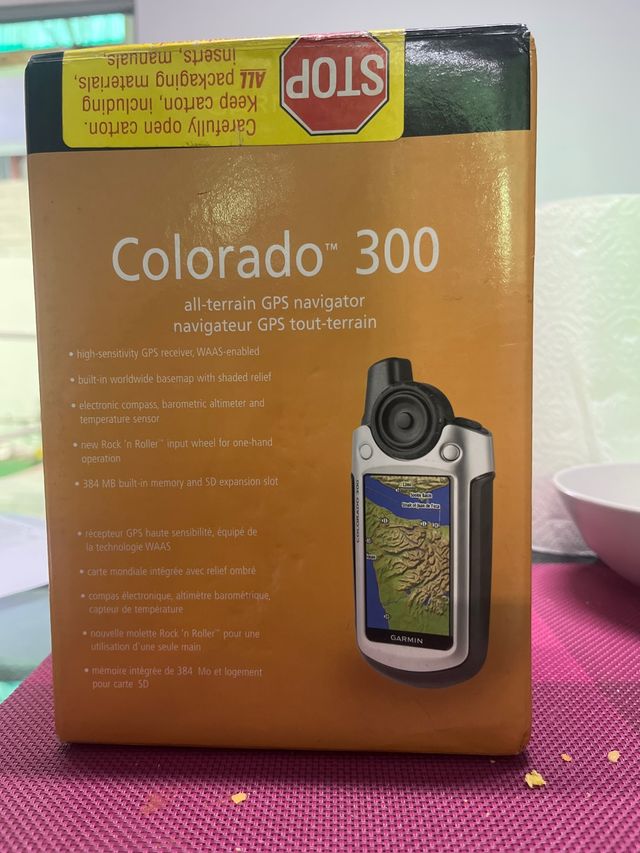 Carefully open carton.
Keep carton, including
ALL packaging materials,
inserts, manuals.
STOP
Colorado™ 300
all-terrain GPS navigator
navigateur GPS tout-terrain
• high-sensitivity GPS receiver, WAAS-enabled
• built-in worldwide basemap with shaded relief
• electronic compass, barometric altimeter and
temperature sensor
• new Rock 'n Roller™ input wheel for one-hand
operation
• 384 MB built-in memory and SD expansion slot
• récepteur GPS haute sensibilité, équipé de
la technologie WAAS
• carte mondiale intégrée avec relief ombré
• compas électronique, altimètre barométrique,
capteur de température
• nouvelle molette Rock 'n Roller™ pour une
utilisation d'une seule main
• mémoire intégrée de 384 Mo et logement
pour carte SD
COLORADO 300
GARMIN